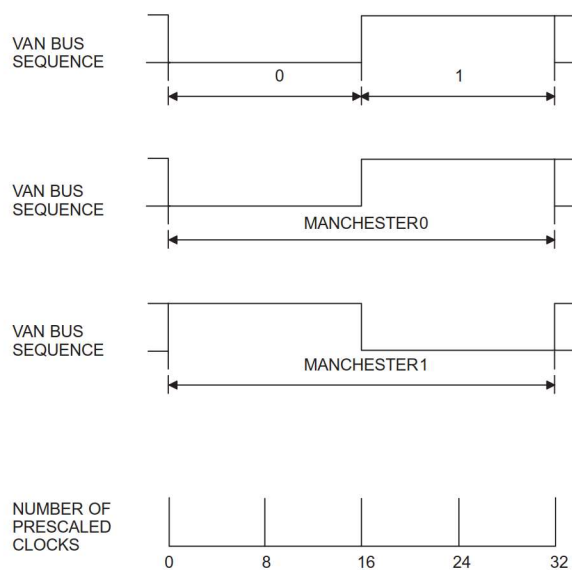 VAN BUS
SEQUENCE
0
1
VAN BUS
SEQUENCE
MANCHESTER0
VAN BUS
SEQUENCE
MANCHESTER1
NUMBER OF
PRESCALED
CLOCKS
0 8 16 24 32